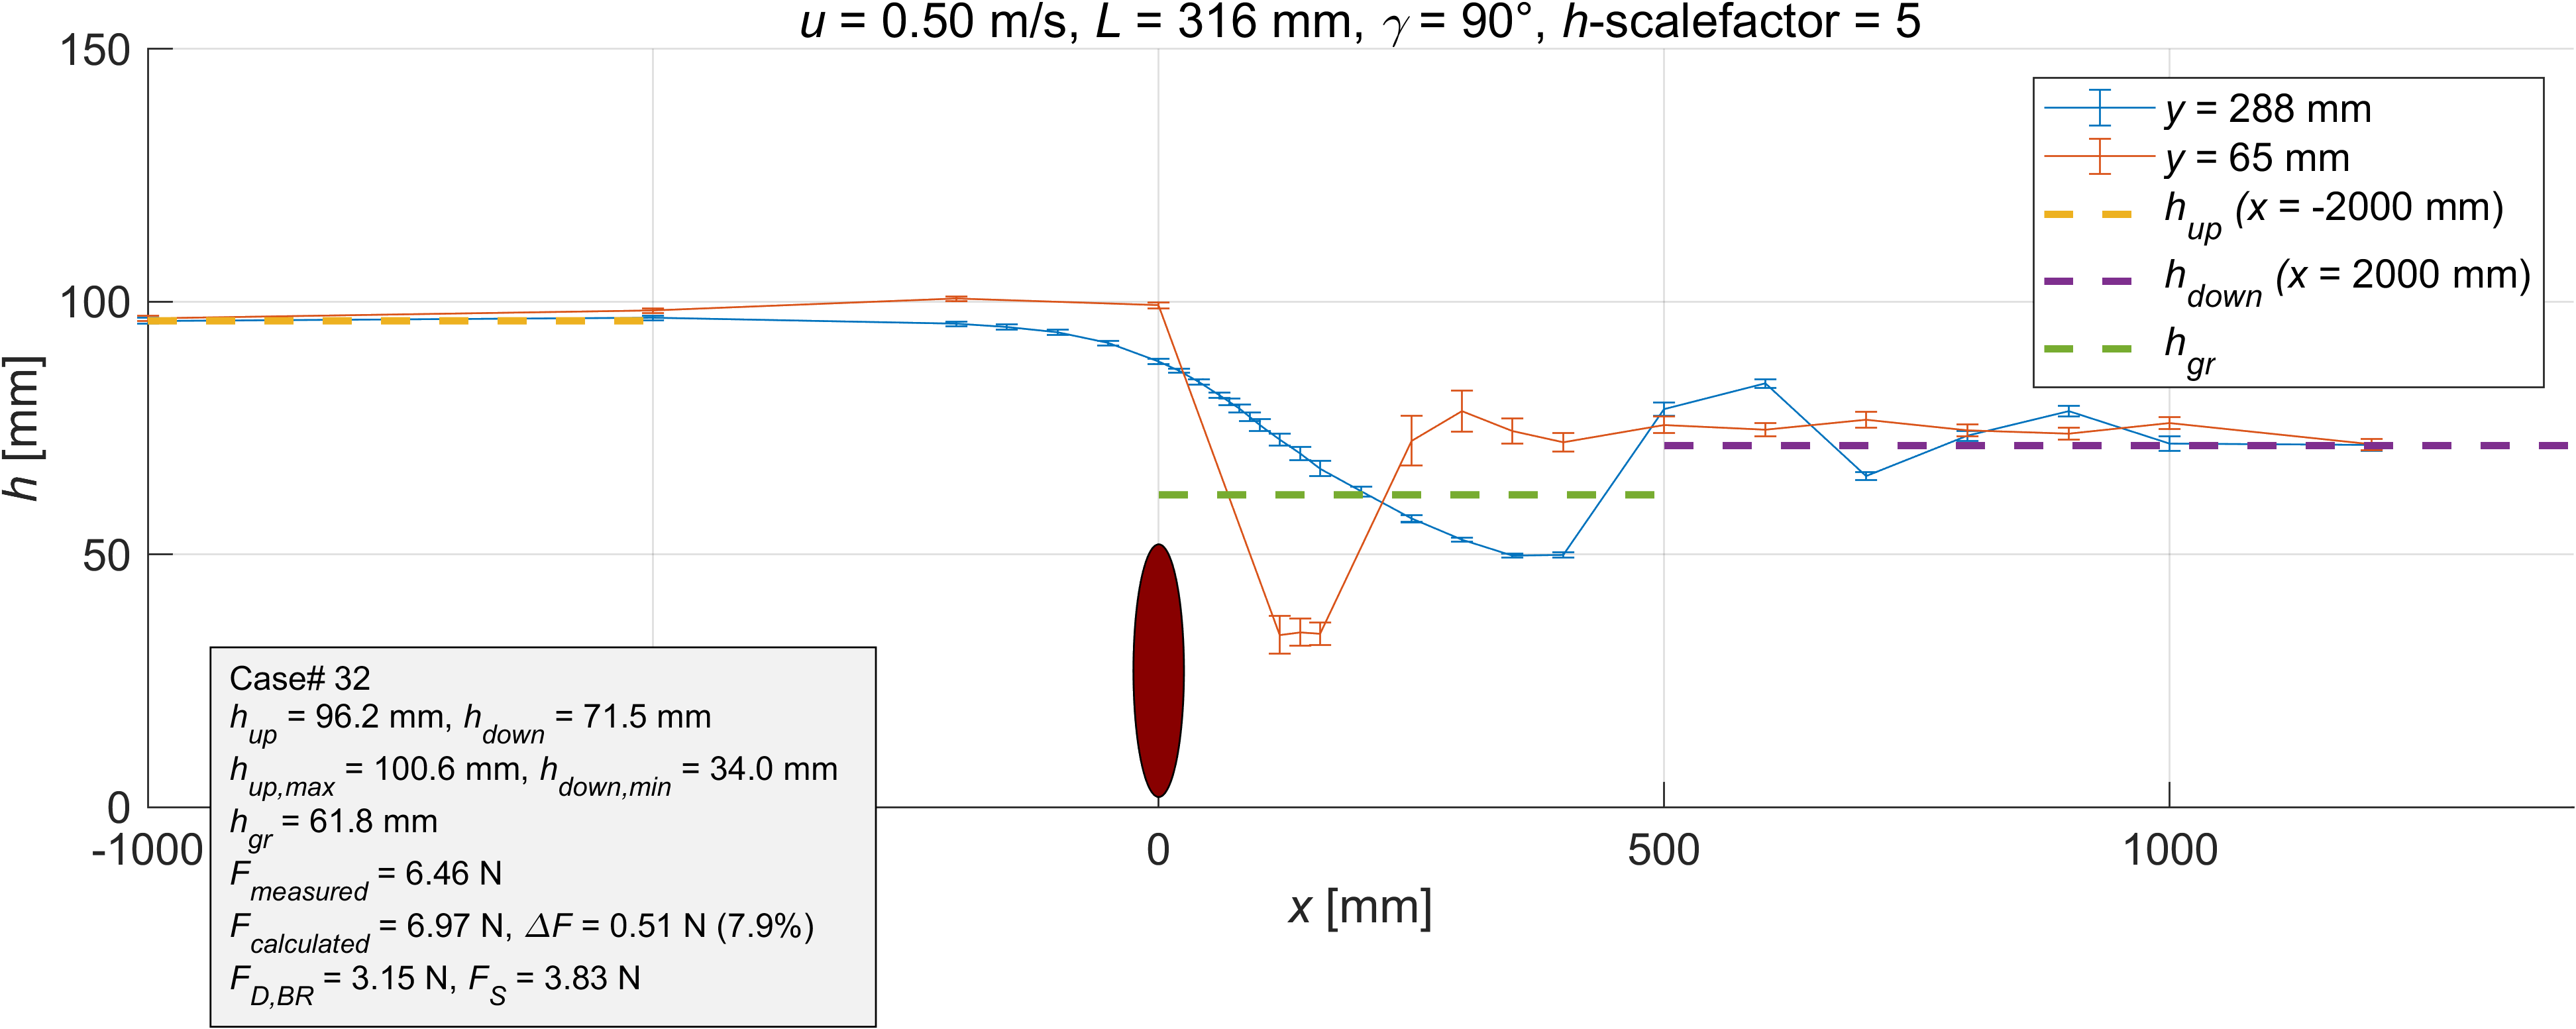 u = 0.50 m/s, L = 316 mm, γ = 90°, h-scalefactor = 5
150
100
50
0
h [mm]
y = 288 mm
y = 65 mm
h_up (x = -2000 mm)
h_down (x = 2000 mm)
h_gr
Case# 32
h_up = 96.2 mm, h_down = 71.5 mm
h_up,max = 100.6 mm, h_down,min = 34.0 mm
h_gr = 61.8 mm
F_measured = 6.46 N
F_calculated = 6.97 N, ΔF = 0.51 N (7.9%)
F_D,BR = 3.15 N, F_S = 3.83 N
-1000
0
500
1000
x [mm]